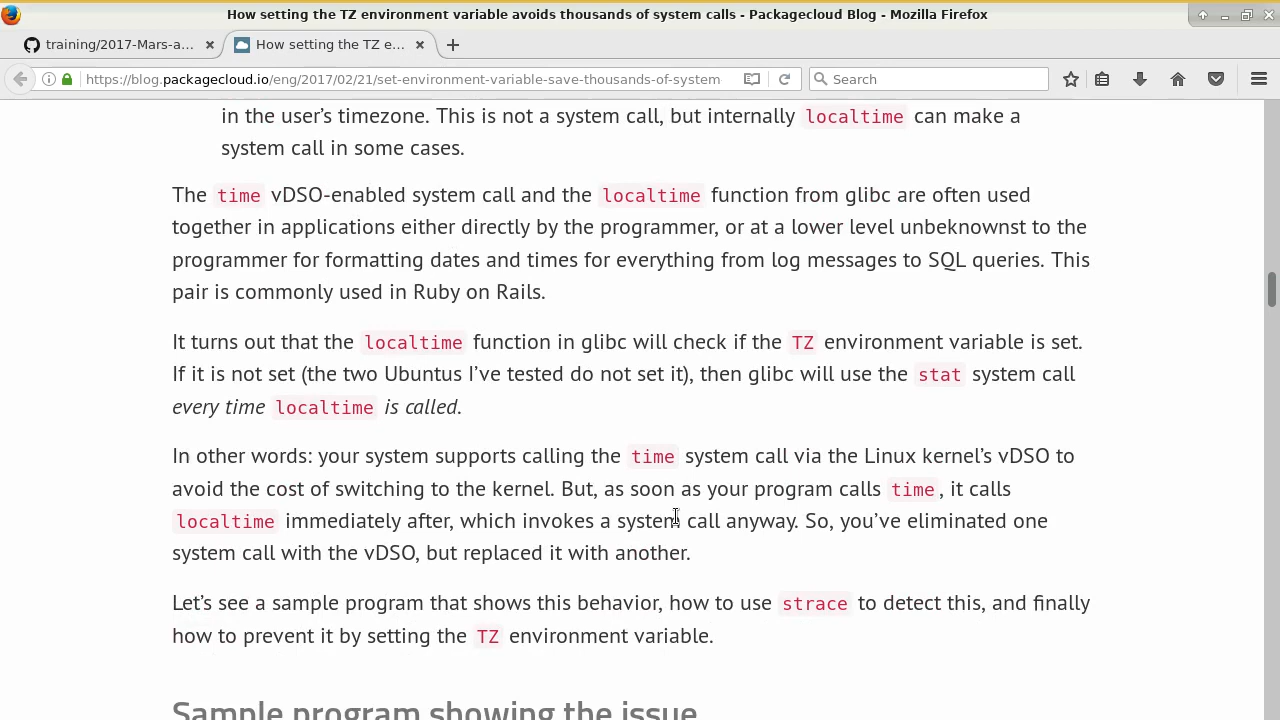 How setting the TZ environment variable avoids thousands of system calls - Packagecloud Blog - Mozilla Firefox
training/2017-Mars-a...
How setting the TZ e...
https://blog.packagecloud.io/eng/2017/02/21/set-environment-variable-save-thousands-of-system
Search
in the user’s timezone. This is not a system call, but internally localtime can make a
system call in some cases.
The time vDSO-enabled system call and the localtime function from glibc are often used
together in applications either directly by the programmer, or at a lower level unbeknownst to the
programmer for formatting dates and times for everything from log messages to SQL queries. This
pair is commonly used in Ruby on Rails.
It turns out that the localtime function in glibc will check if the TZ environment variable is set.
If it is not set (the two Ubuntus I’ve tested do not set it), then glibc will use the stat system call
every time localtime is called.
In other words: your system supports calling the time system call via the Linux kernel’s vDSO to
avoid the cost of switching to the kernel. But, as soon as your program calls time, it calls
localtime immediately after, which invokes a system call anyway. So, you’ve eliminated one
system call with the vDSO, but replaced it with another.
Let’s see a sample program that shows this behavior, how to use strace to detect this, and finally
how to prevent it by setting the TZ environment variable.
Sample program showing the issue